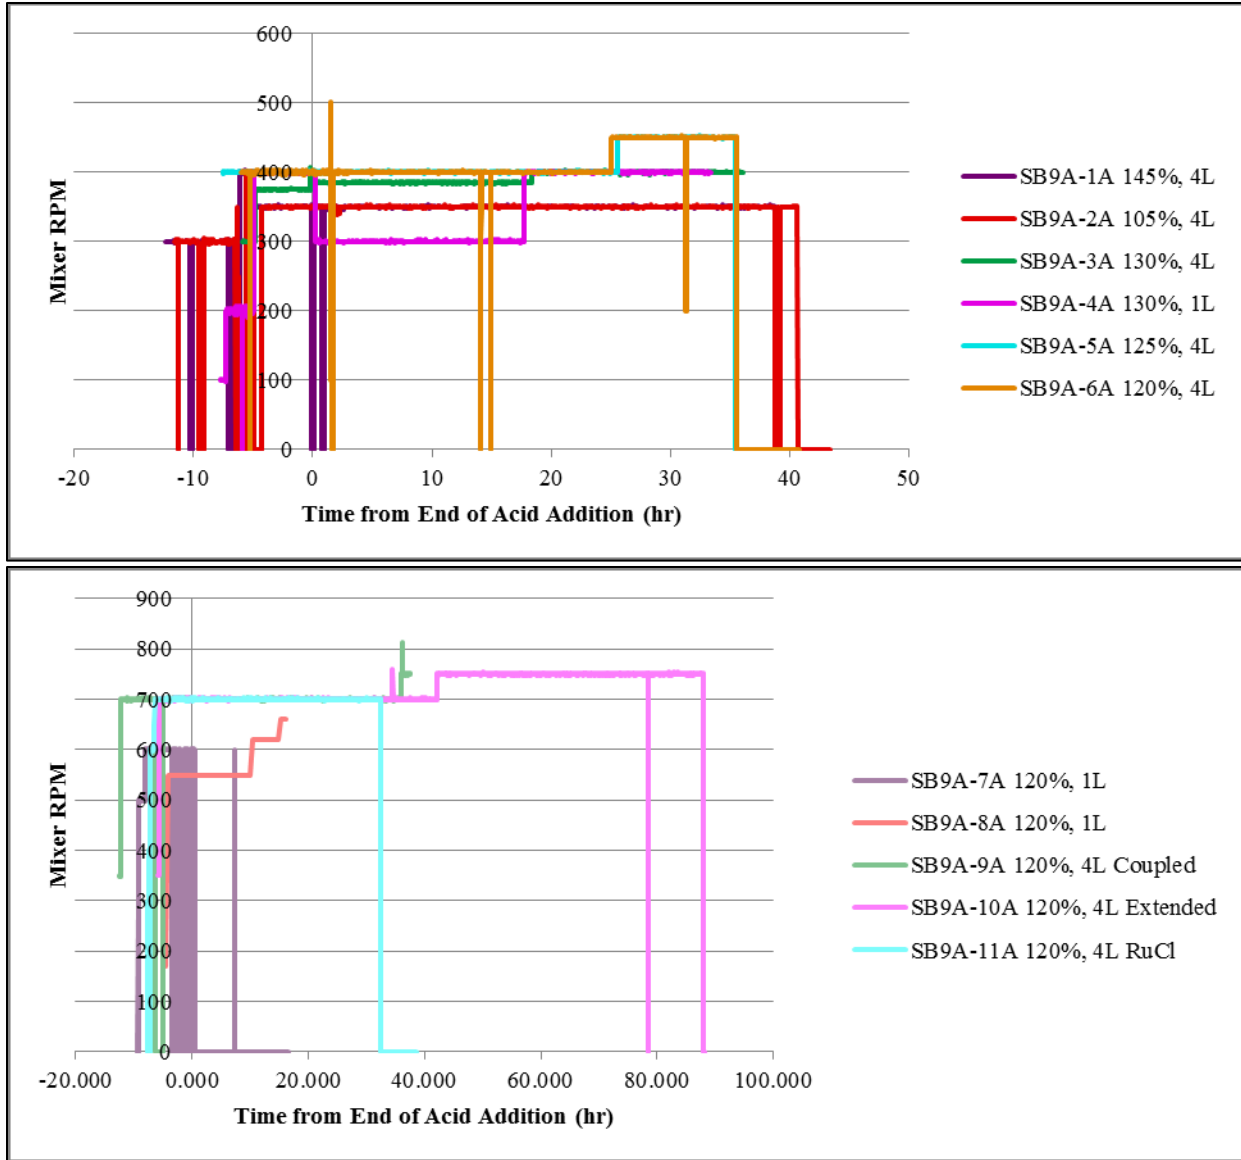 600
500
400
300
200
100
0
Mixer RPM
-20
-10
0
10
20
30
40
50
Time from End of Acid Addition (hr)
SB9A-1A 145%, 4L
SB9A-2A 105%, 4L
SB9A-3A 130%, 4L
SB9A-4A 130%, 1L
SB9A-5A 125%, 4L
SB9A-6A 120%, 4L
900
800
700
600
500
400
300
200
100
0
Mixer RPM
-20.000
0.000
20.000
40.000
60.000
80.000
100.000
Time from End of Acid Addition (hr)
SB9A-7A 120%, 1L
SB9A-8A 120%, 1L
SB9A-9A 120%, 4L Coupled
SB9A-10A 120%, 4L Extended
SB9A-11A 120%, 4L RuCl